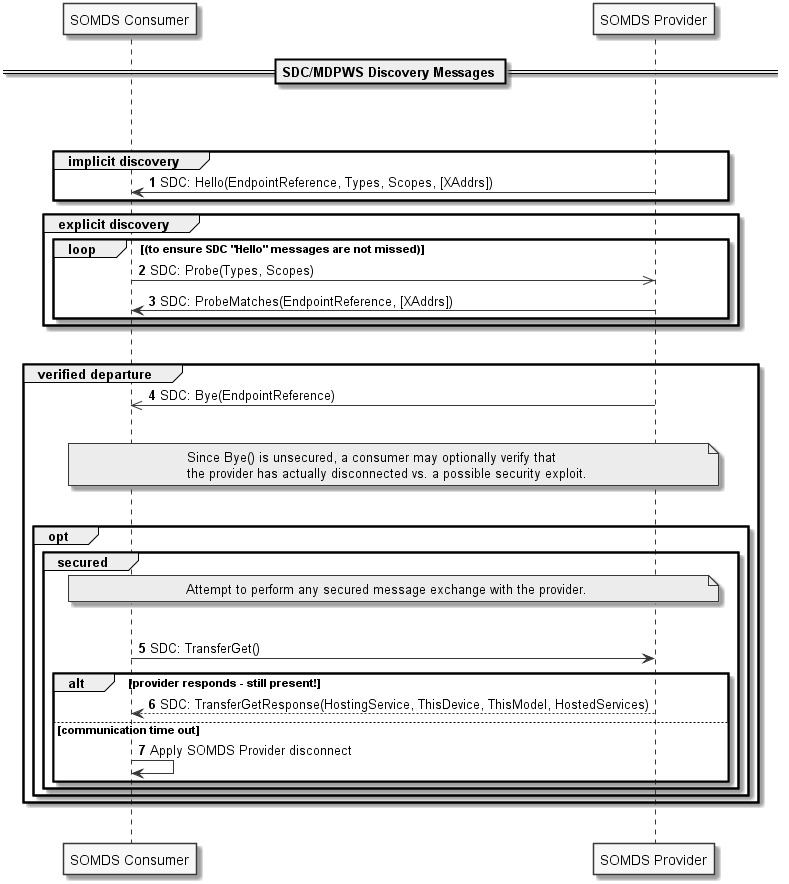 SOMDS Consumer
SOMDS Provider
SDC/MDPWS Discovery Messages
implicit discovery
1 SDC: Hello(EndpointReference, Types, Scopes, [XAddrs])
explicit discovery
loop [(to ensure SDC "Hello" messages are not missed)]
2 SDC: Probe(Types, Scopes)
3 SDC: ProbeMatches(EndpointReference, [XAddrs])
verified departure
4 SDC: Bye(EndpointReference)
Since Bye() is unsecured, a consumer may optionally verify that
the provider has actually disconnected vs. a possible security exploit.
opt
secured
Attempt to perform any secured message exchange with the provider.
5 SDC: TransferGet()
alt [provider responds - still present!]
6 SDC: TransferGetResponse(HostingService, ThisDevice, ThisModel, HostedServices)
[communication time out]
7 Apply SOMDS Provider disconnect
SOMDS Consumer
SOMDS Provider